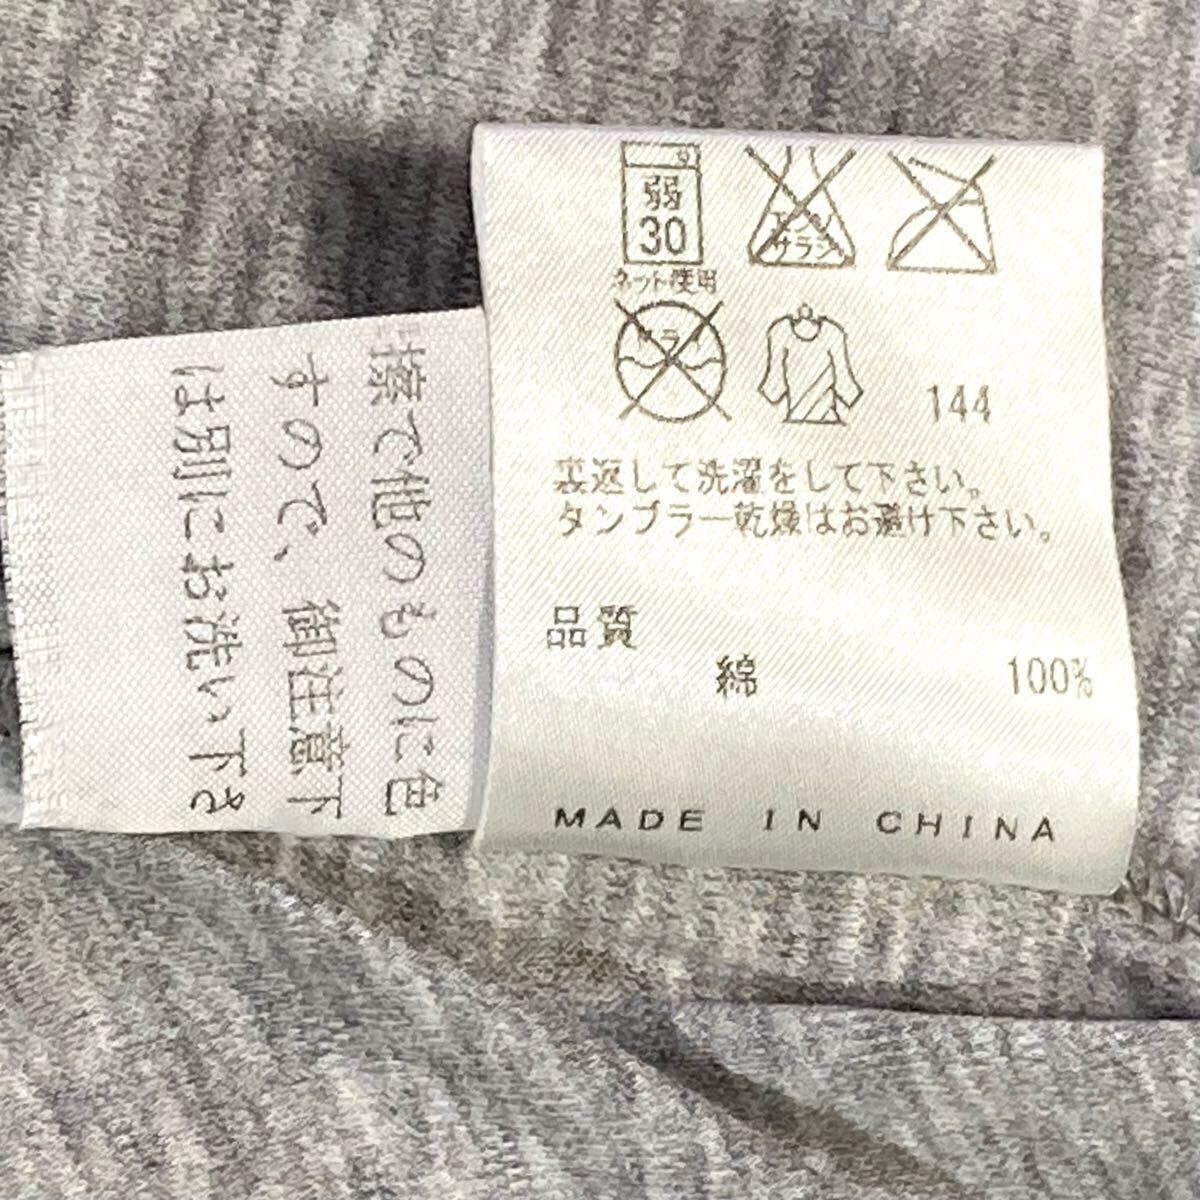 弱
30
ネット使用
エンソ
サラシ
ドライ
144
裏返して洗濯をして下さい。
タンブラー乾燥はお避け下さい。
品質
綿 100%
MADE IN CHINA
擦で他のものに色
すので、御注意下
は別にお洗い下さ